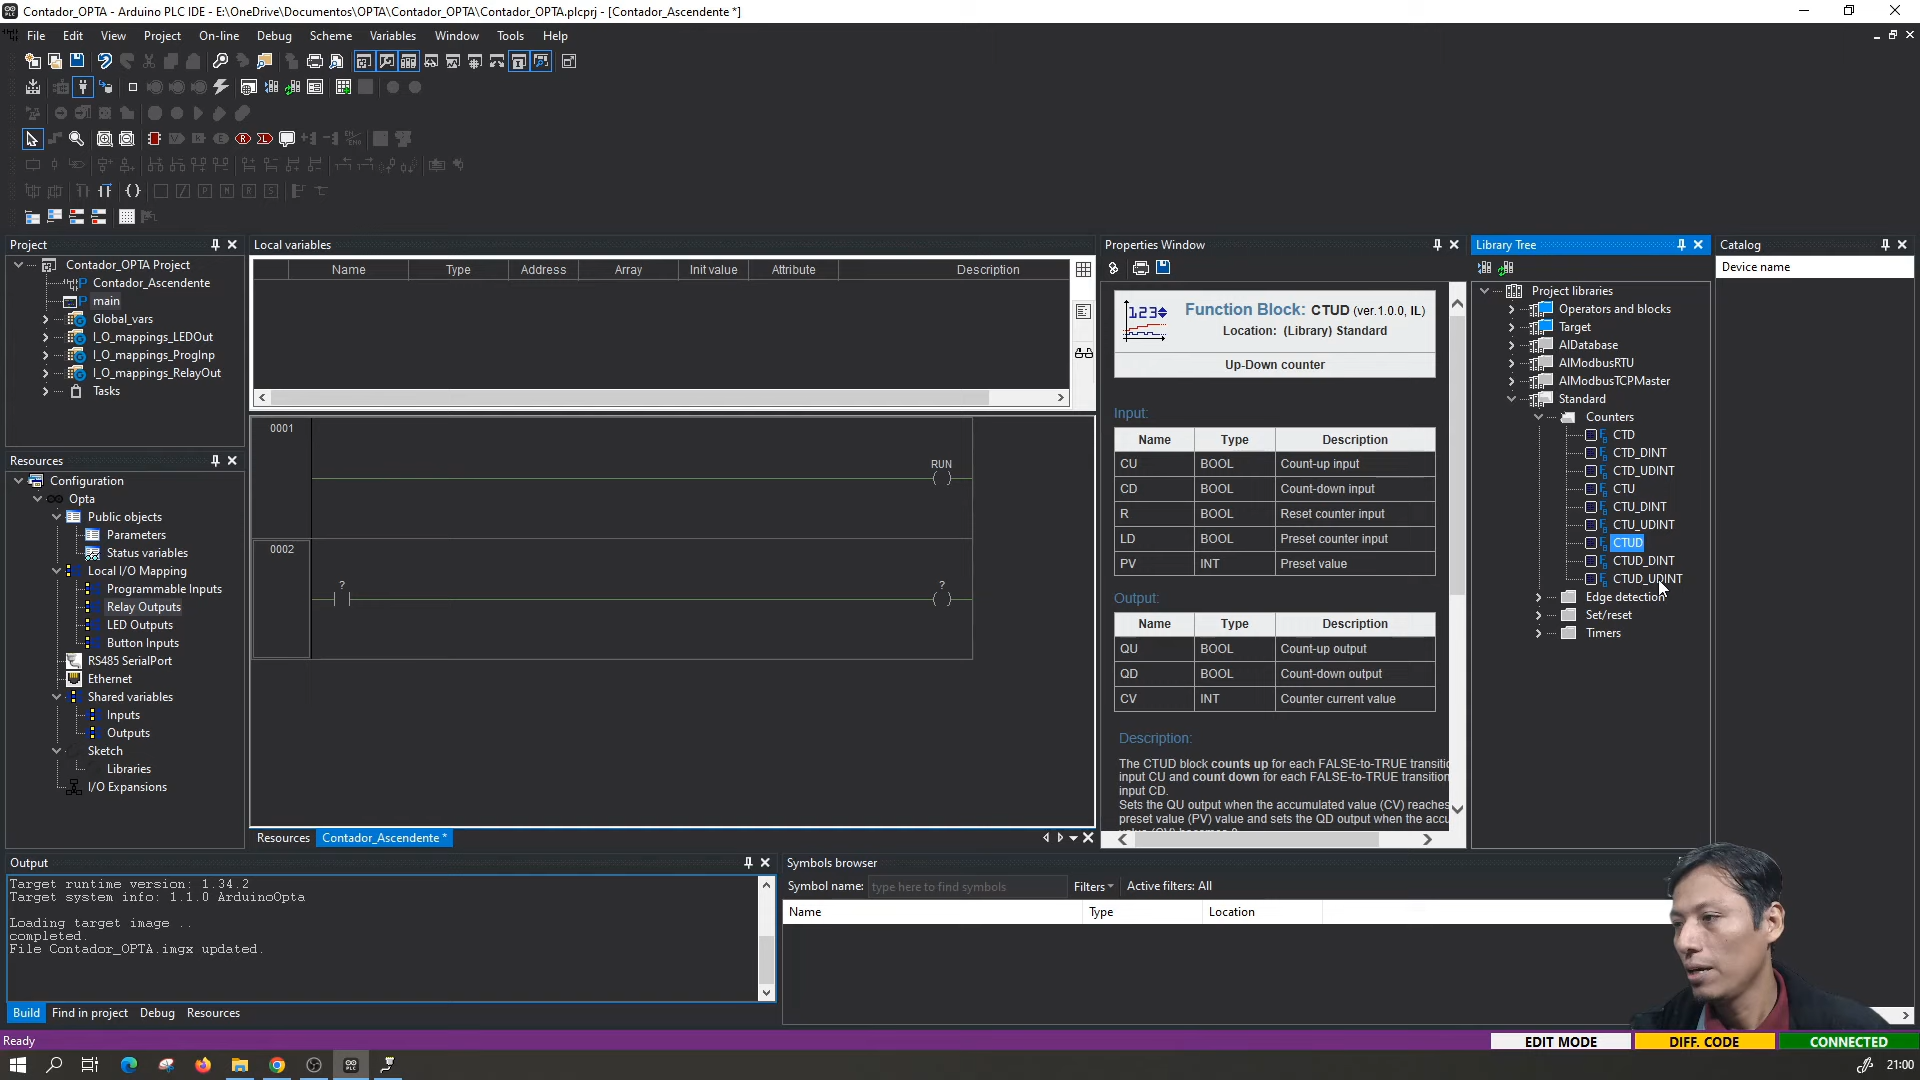 Contador_OPTA - Arduino PLC IDE - E:\OneDrive\Documentos\OPTA\Contador_OPTA\Contador_OPTA.plcprj - [Contador_Ascendente *]
File Edit View Project On-line Debug Scheme Variables Window Tools Help
Project
Contador_OPTA Project
Contador_Ascendente
main
Global_vars
I_O_mappings_LEDOut
I_O_mappings_ProgInp
I_O_mappings_RelayOut
Tasks
Resources
Configuration
Opta
Public objects
Parameters
Status variables
Local I/O Mapping
Programmable Inputs
Relay Outputs
LED Outputs
Button Inputs
RS485 SerialPort
Ethernet
Shared variables
Inputs
Outputs
Sketch
Libraries
I/O Expansions
Local variables
Name Type Address Array Init value Attribute Description
0001
RUN
0002
? ?
Resources Contador_Ascendente *
Properties Window
Function Block: CTUD (ver.1.0.0, IL)
Location: (Library) Standard
Up-Down counter
Input:
Name Type Description
CU BOOL Count-up input
CD BOOL Count-down input
R BOOL Reset counter input
LD BOOL Preset counter input
PV INT Preset value
Output:
Name Type Description
QU BOOL Count-up output
QD BOOL Count-down output
CV INT Counter current value
Description:
The CTUD block counts up for each FALSE-to-TRUE
input CU and count down for each FALSE-to-TRUE
input CD.
Sets the QU output when the accumulated value (CV) reaches
preset value (PV) value and sets the QD output when the
Library Tree
Project libraries
Operators and blocks
Target
AlDatabase
AlModbusRTU
AlModbusTCPMaster
Standard
Counters
CTD
CTD_DINT
CTD_UDINT
CTU
CTU_DINT
CTU_UDINT
CTUD
CTUD_DINT
CTUD_UDINT
Edge detection
Set/reset
Timers
Catalog
Device name
Output
Target runtime version: 1.34.2
Target system info: 1.1.0 ArduinoOpta
Loading target image ..
completed.
File Contador_OPTA.imgx updated.
Build Find in project Debug Resources
Symbols browser
Symbol name: type here to find symbols Filters Active filters: All
Name Type Location
Ready
EDIT MODE DIFF. CODE CONNECTED
21:00